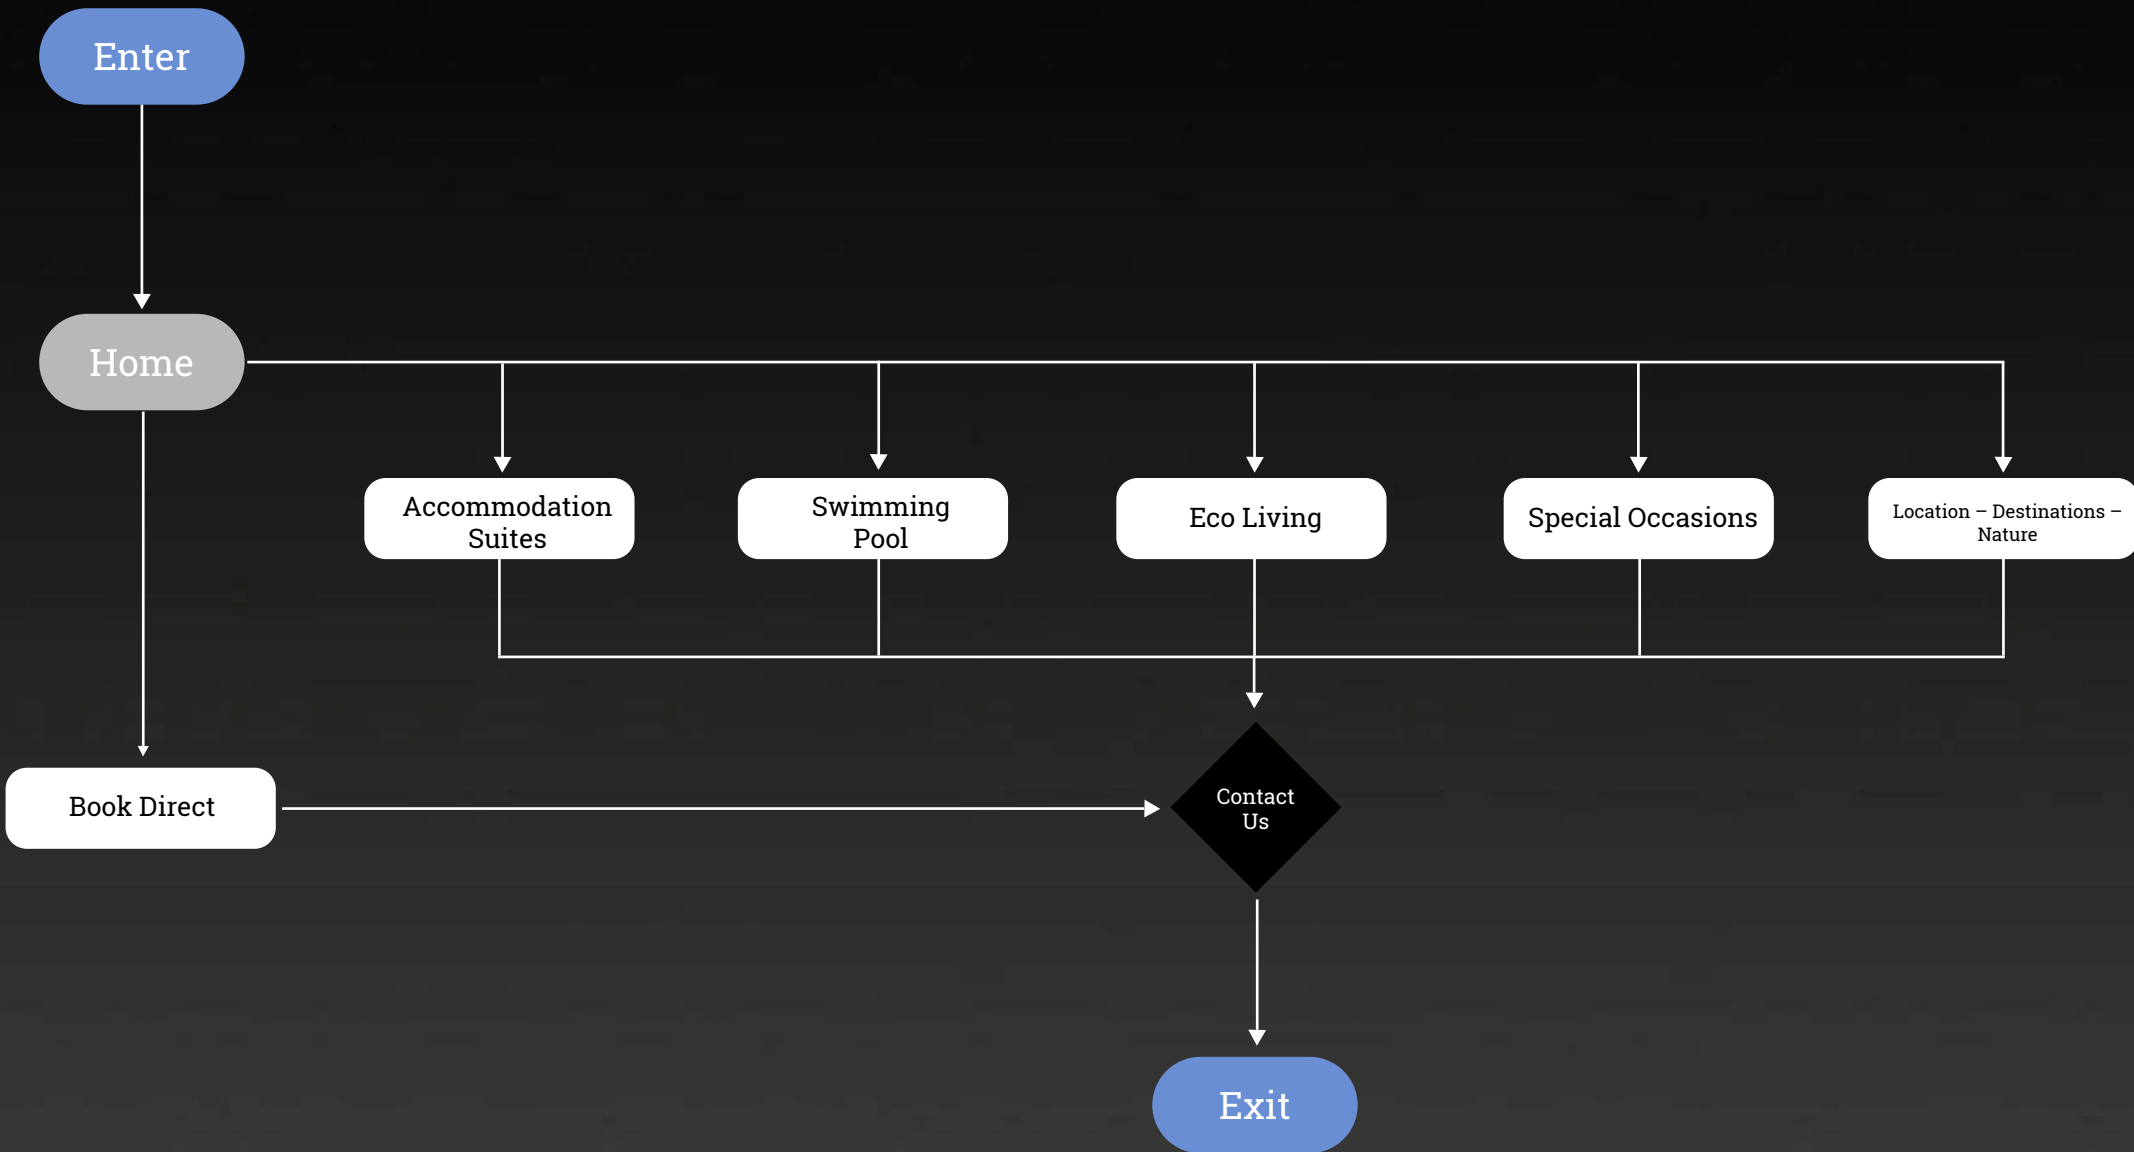 Enter
Home
Accommodation
Suites
Swimming
Pool
Eco Living
Special Occasions
Location – Destinations –
Nature
Book Direct
Contact
Us
Exit